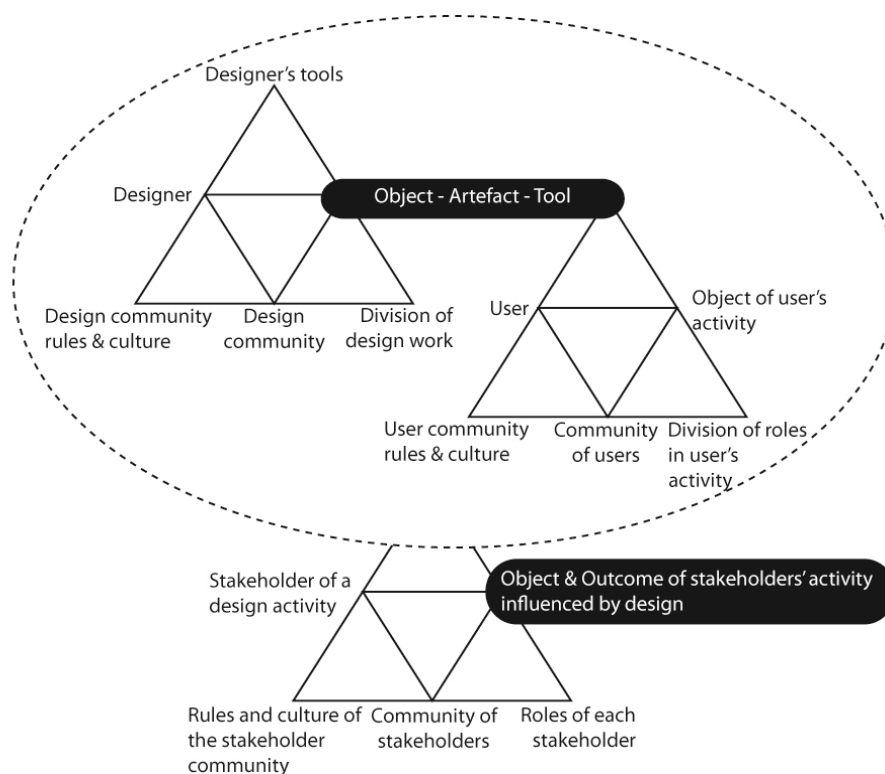 Designer's tools
Designer
Object - Artefact - Tool
Design community
rules & culture
Design
community
Division of
design work
User
Object of user's
activity
User community
rules & culture
Community
of users
Division of roles
in user's
activity
Stakeholder of a
design activity
Object & Outcome of stakeholders' activity
influenced by design
Rules and culture of
the stakeholder
community
Community of
stakeholders
Roles of each
stakeholder